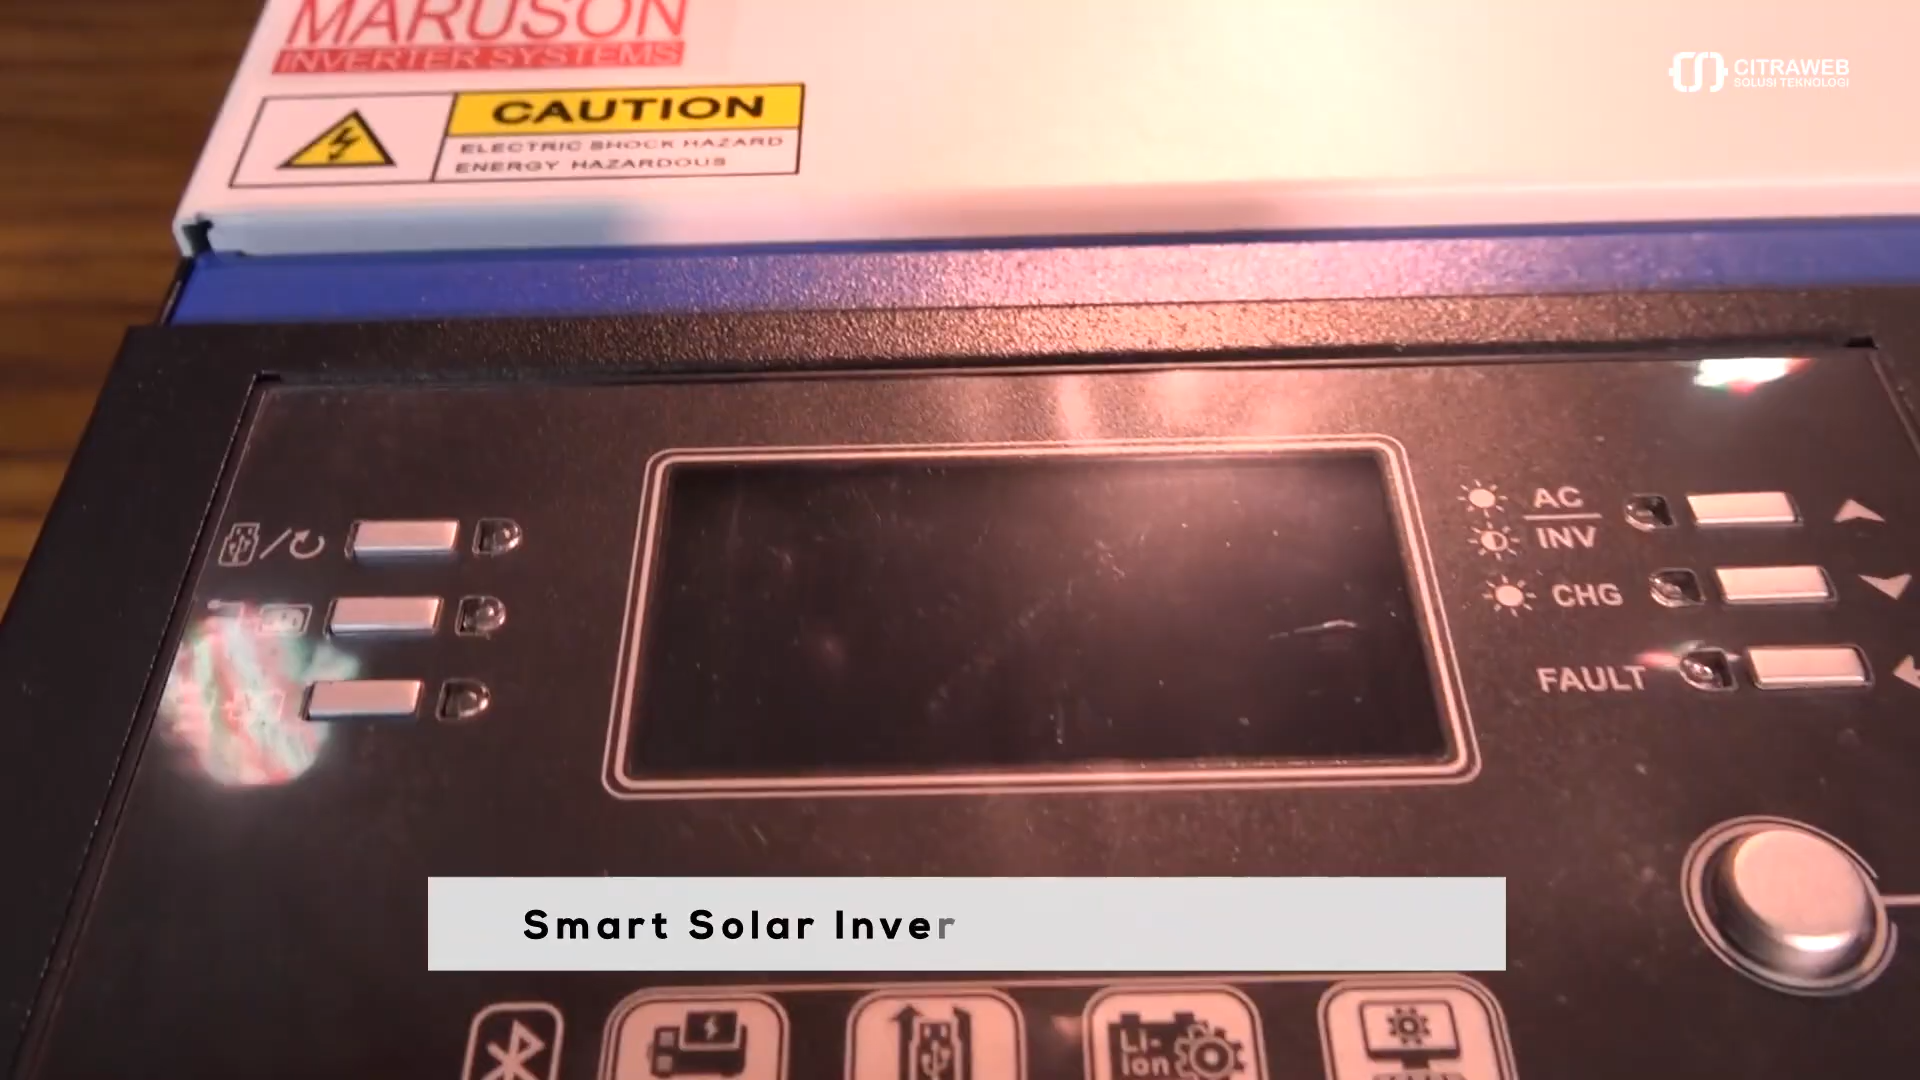 MARUSON
INVERTER SYSTEMS
CITRAWEB
SOLUSI TEKNOLOGI
CAUTION
ELECTRIC SHOCK HAZARD
ENERGY HAZARDOUS
AC
INV
CHG
FAULT
Smart Solar Inver
Li-
Ion